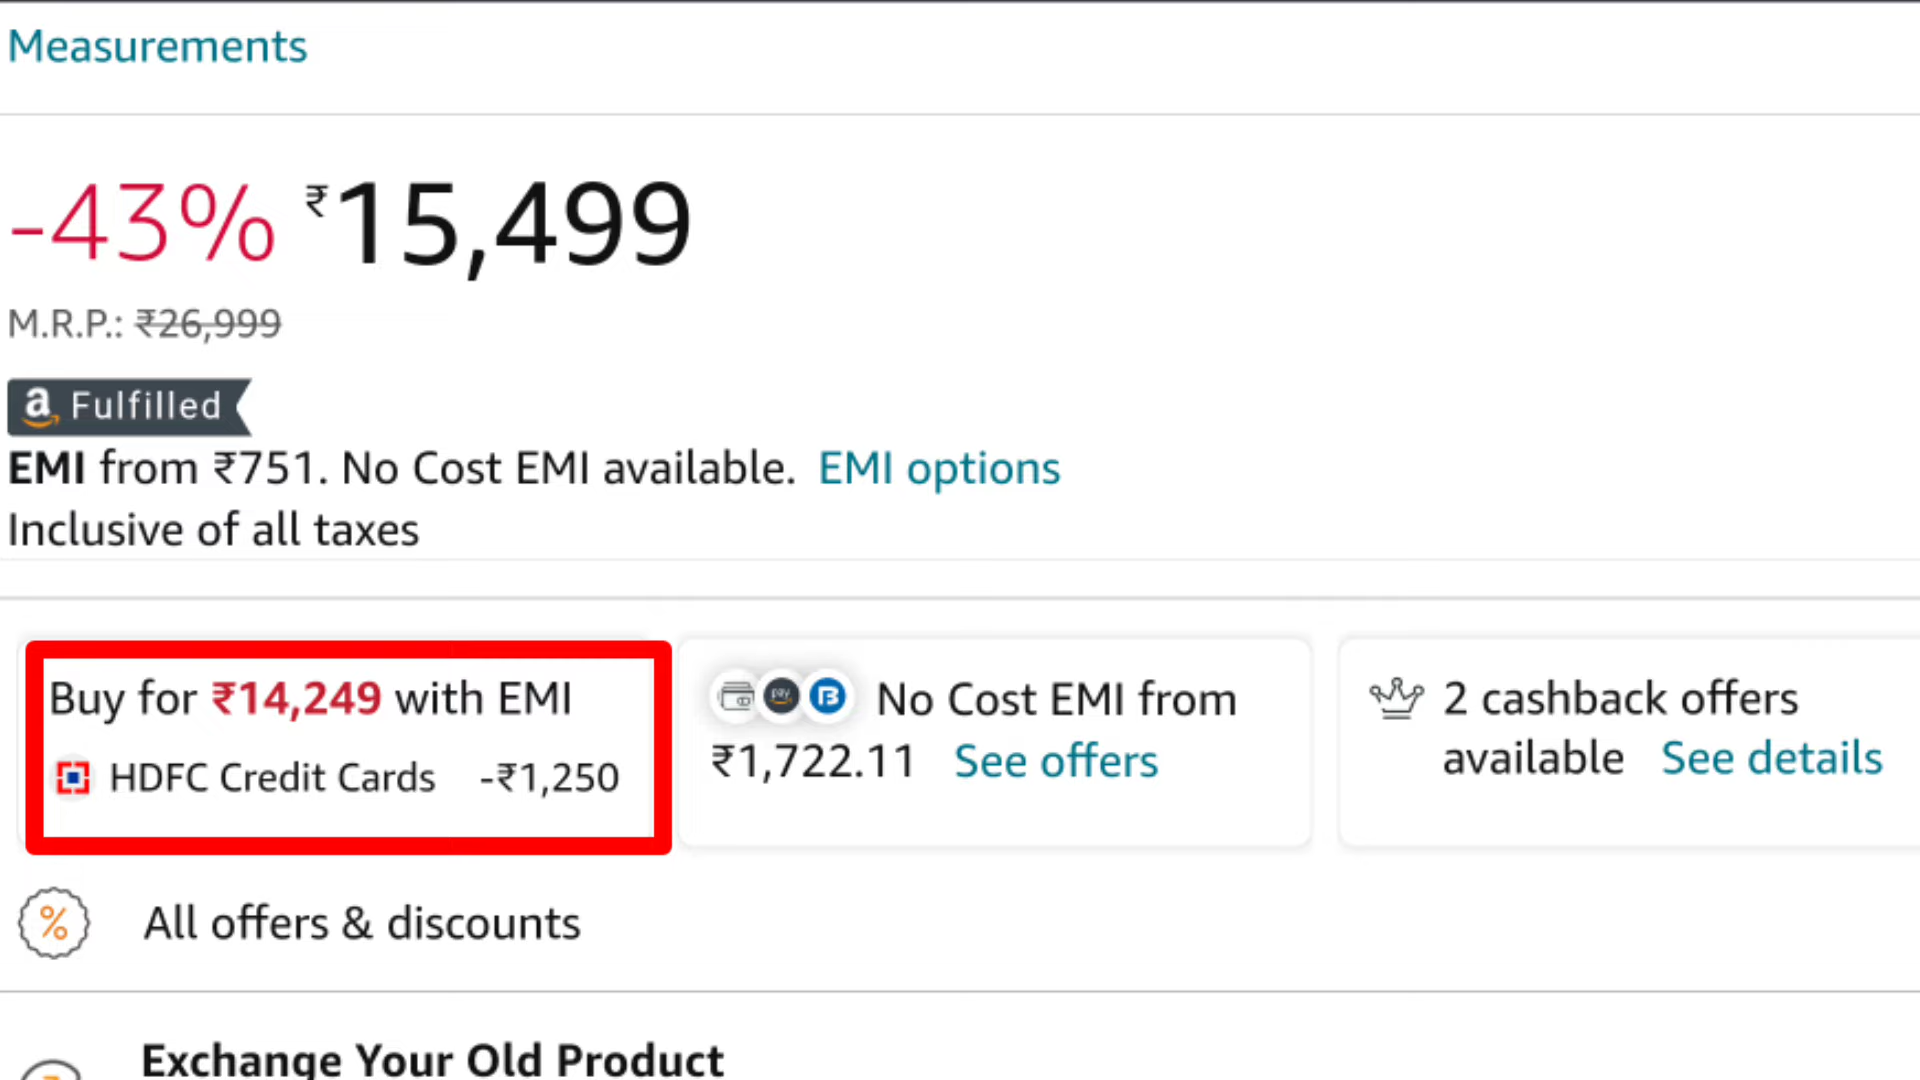 Measurements
-43% ₹15,499
M.R.P.: ₹26,999
a Fulfilled
EMI from ₹751. No Cost EMI available. EMI options
Inclusive of all taxes
Buy for ₹14,249 with EMI
HDFC Credit Cards -₹1,250
pay B No Cost EMI from
₹1,722.11 See offers
2 cashback offers
available See details
% All offers & discounts
Exchange Your Old Product